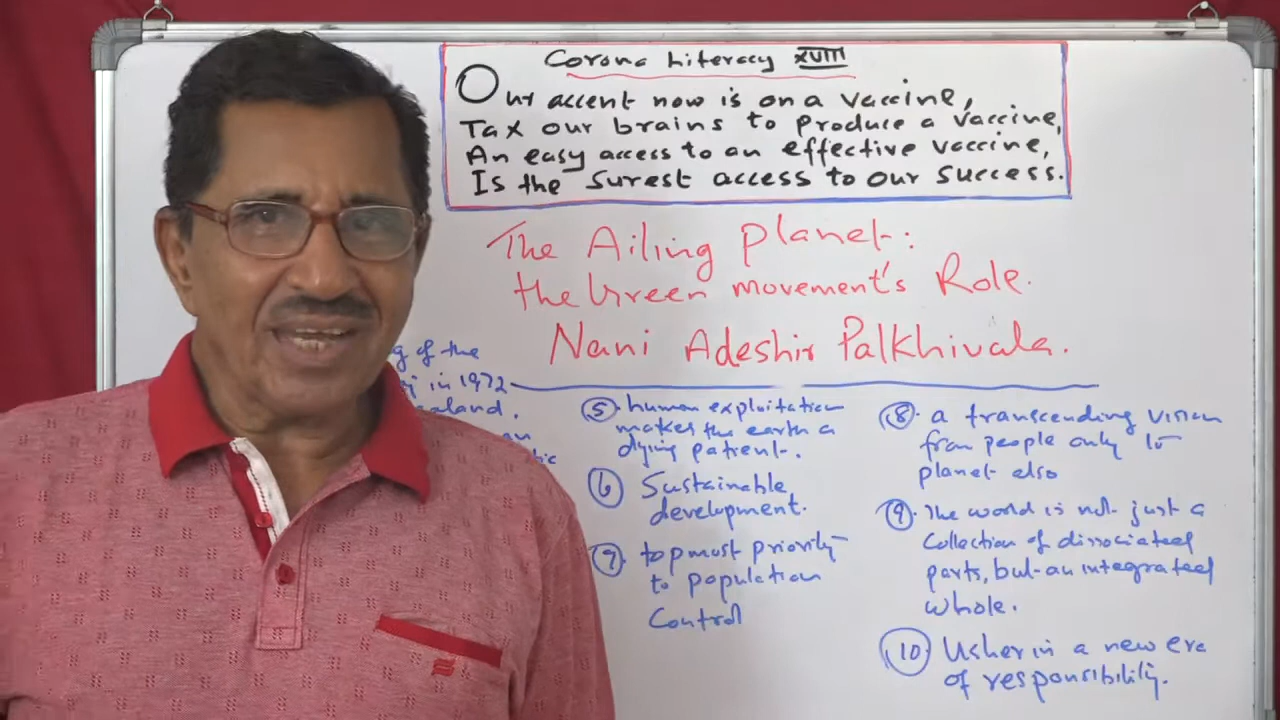 Corona Literacy XVIII
Our accent now is on a vaccine,
Tax our brains to produce a vaccine,
An easy access to an effective vaccine,
Is the surest access to our success.
The Ailing Planet:
the Green movement's Role.
Nani Adeshir Palkhivala.
g of the
in 1972
ealand.
an
tic
5. human exploitation
makes the earth a
dying patient.
6 Sustainable
development.
7. topmost priority
to population
Control
8. a transcending vision
from people only to
planet also
9. The world is not just a
Collection of dissociated
parts, but an integrated
whole.
10 Usher in a new era
of responsibility.